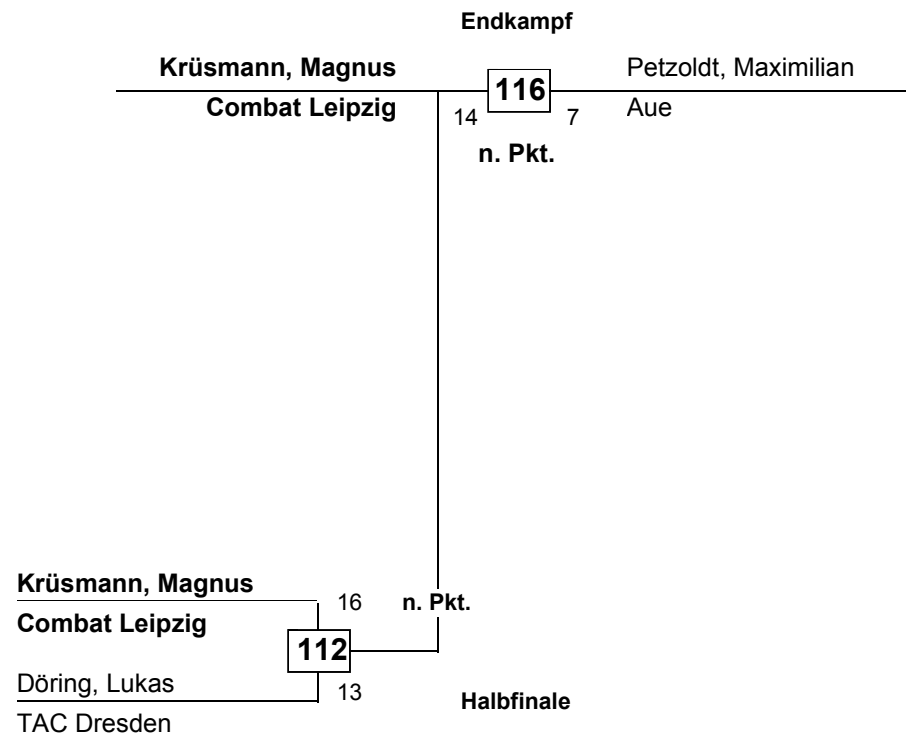 Endkampf
Krüsmann, Magnus
Combat Leipzig
14
116
7
Petzoldt, Maximilian
Aue
n. Pkt.
Krüsmann, Magnus
Combat Leipzig
16
n. Pkt.
112
Döring, Lukas
TAC Dresden
13
Halbfinale